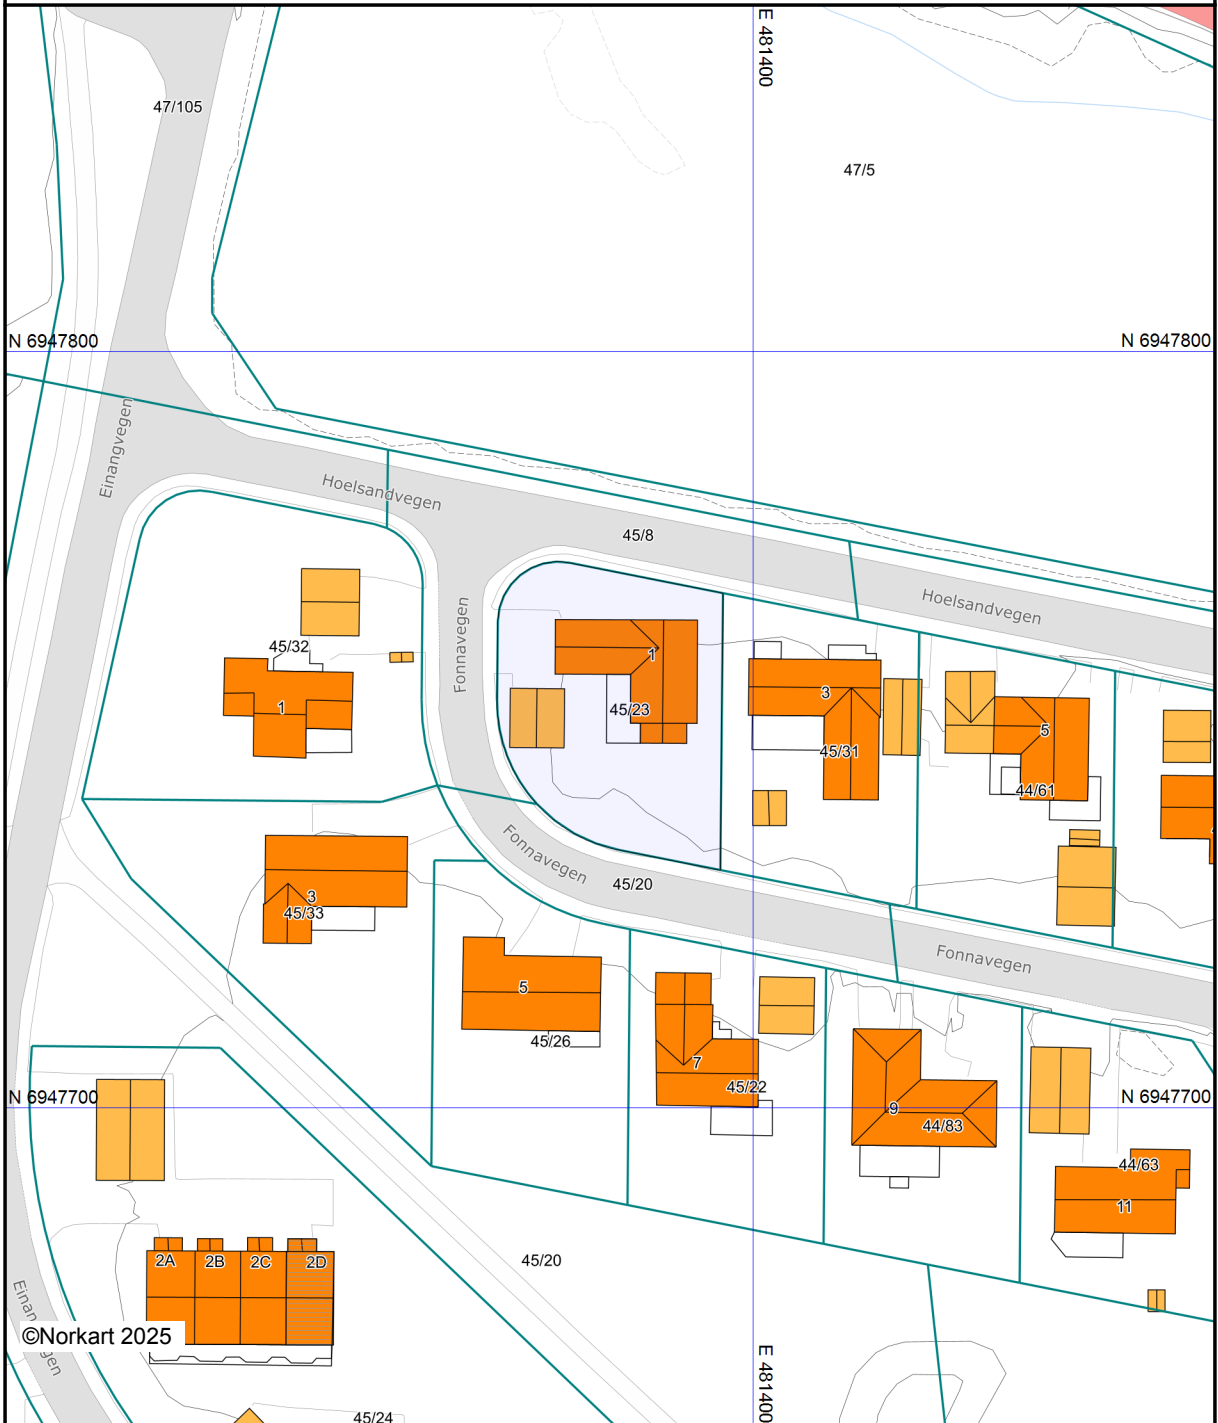 E 481400
47/105
47/5
N 6947800
N 6947800
Einangvegen
Hoelsandvegen
45/8
Hoelsandvegen
Fonnavegen
45/32
1
1
45/23
3
45/31
5
44/61
Fonnavegen
45/20
3
45/33
Fonnavegen
5
45/26
7
45/22
N 6947700
N 6947700
9
44/83
44/63
11
2A
2B
2C
2D
45/20
©Norkart 2025
E 481400
45/24